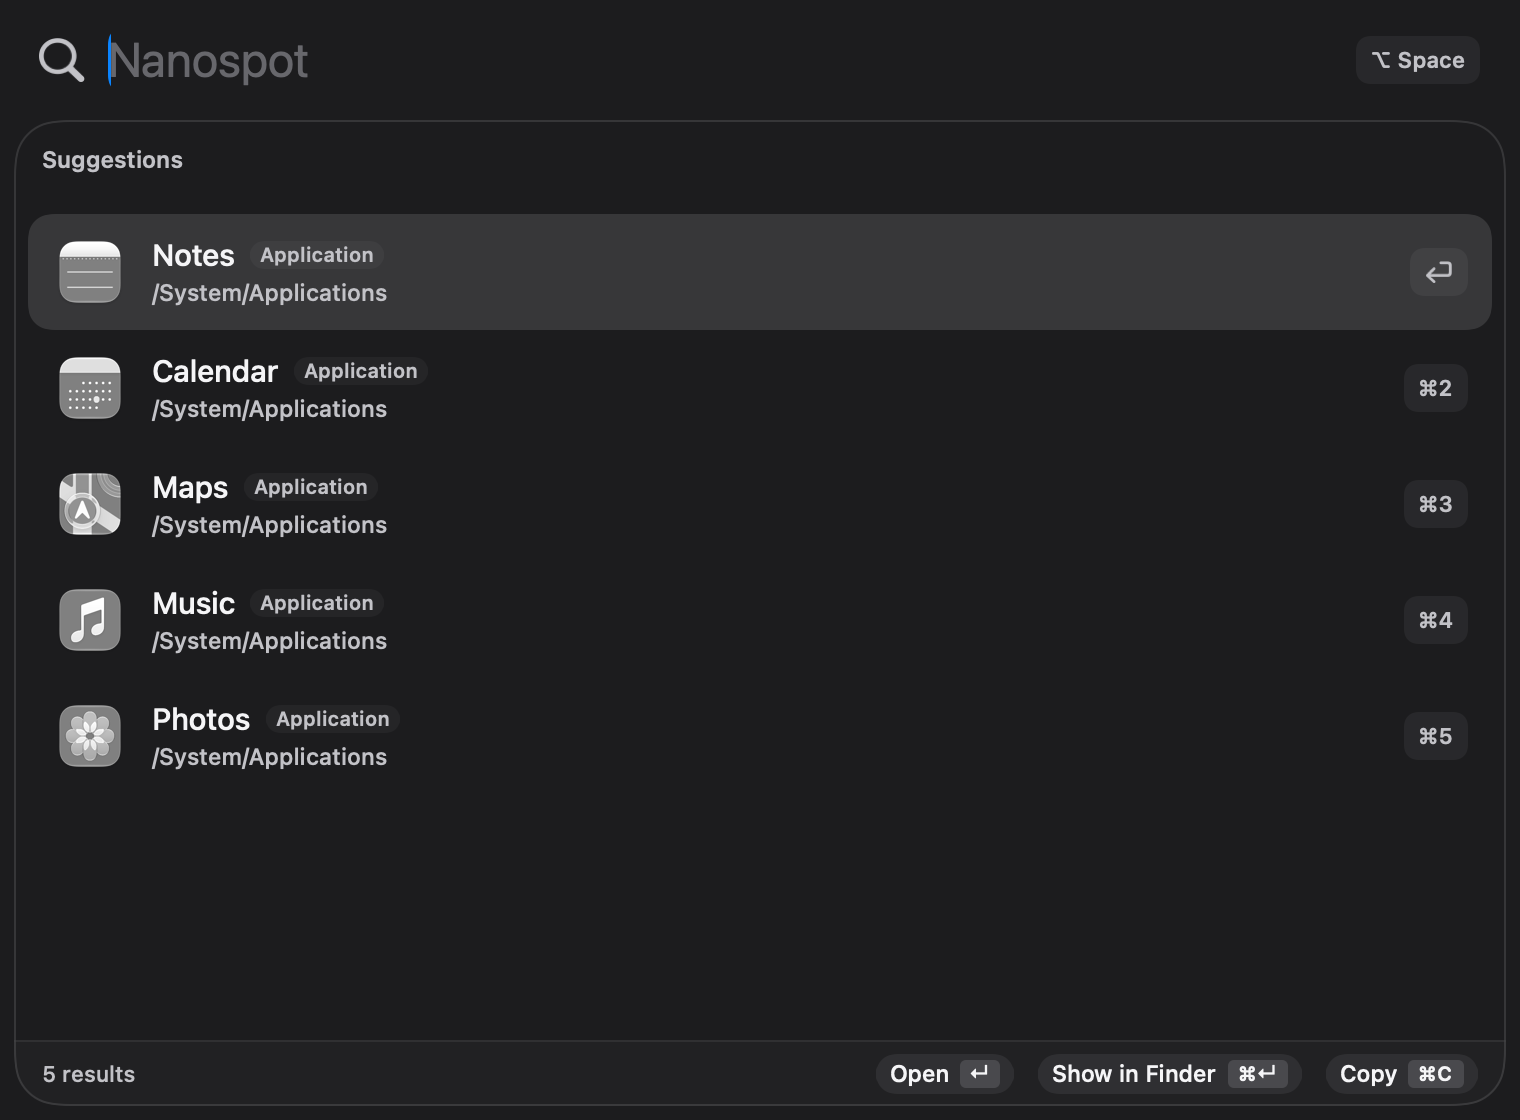 Nanospot
⌥ Space
Suggestions
Notes Application
/System/Applications
Calendar Application
/System/Applications
⌘2
Maps Application
/System/Applications
⌘3
Music Application
/System/Applications
⌘4
Photos Application
/System/Applications
⌘5
5 results
Open ↵
Show in Finder ⌘↵
Copy ⌘C